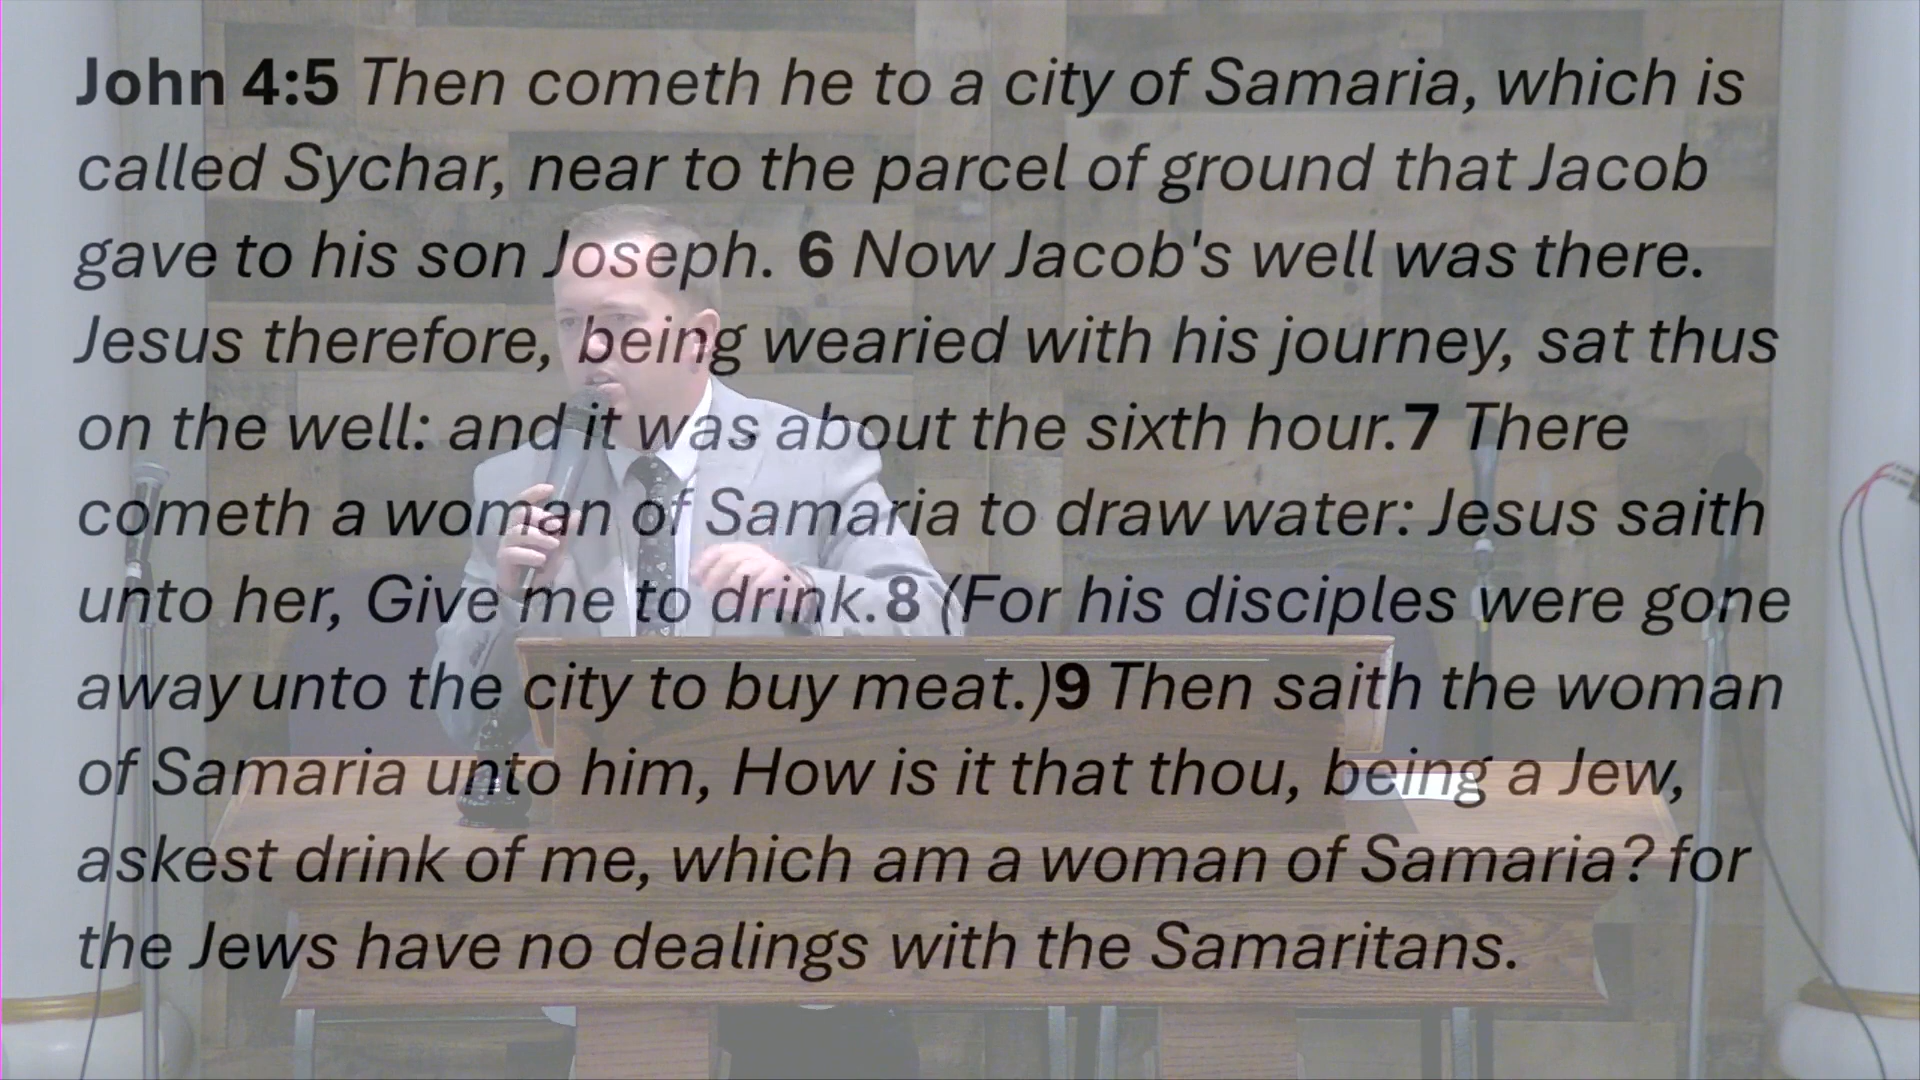 John 4:5 Then cometh he to a city of Samaria, which is
called Sychar, near to the parcel of ground that Jacob
gave to his son Joseph. 6 Now Jacob's well was there.
Jesus therefore, being wearied with his journey, sat thus
on the well: and it was about the sixth hour.7 There
cometh a woman of Samaria to draw water: Jesus saith
unto her, Give me to drink.8 (For his disciples were gone
away unto the city to buy meat.)9 Then saith the woman
of Samaria unto him, How is it that thou, being a Jew,
askest drink of me, which am a woman of Samaria? for
the Jews have no dealings with the Samaritans.